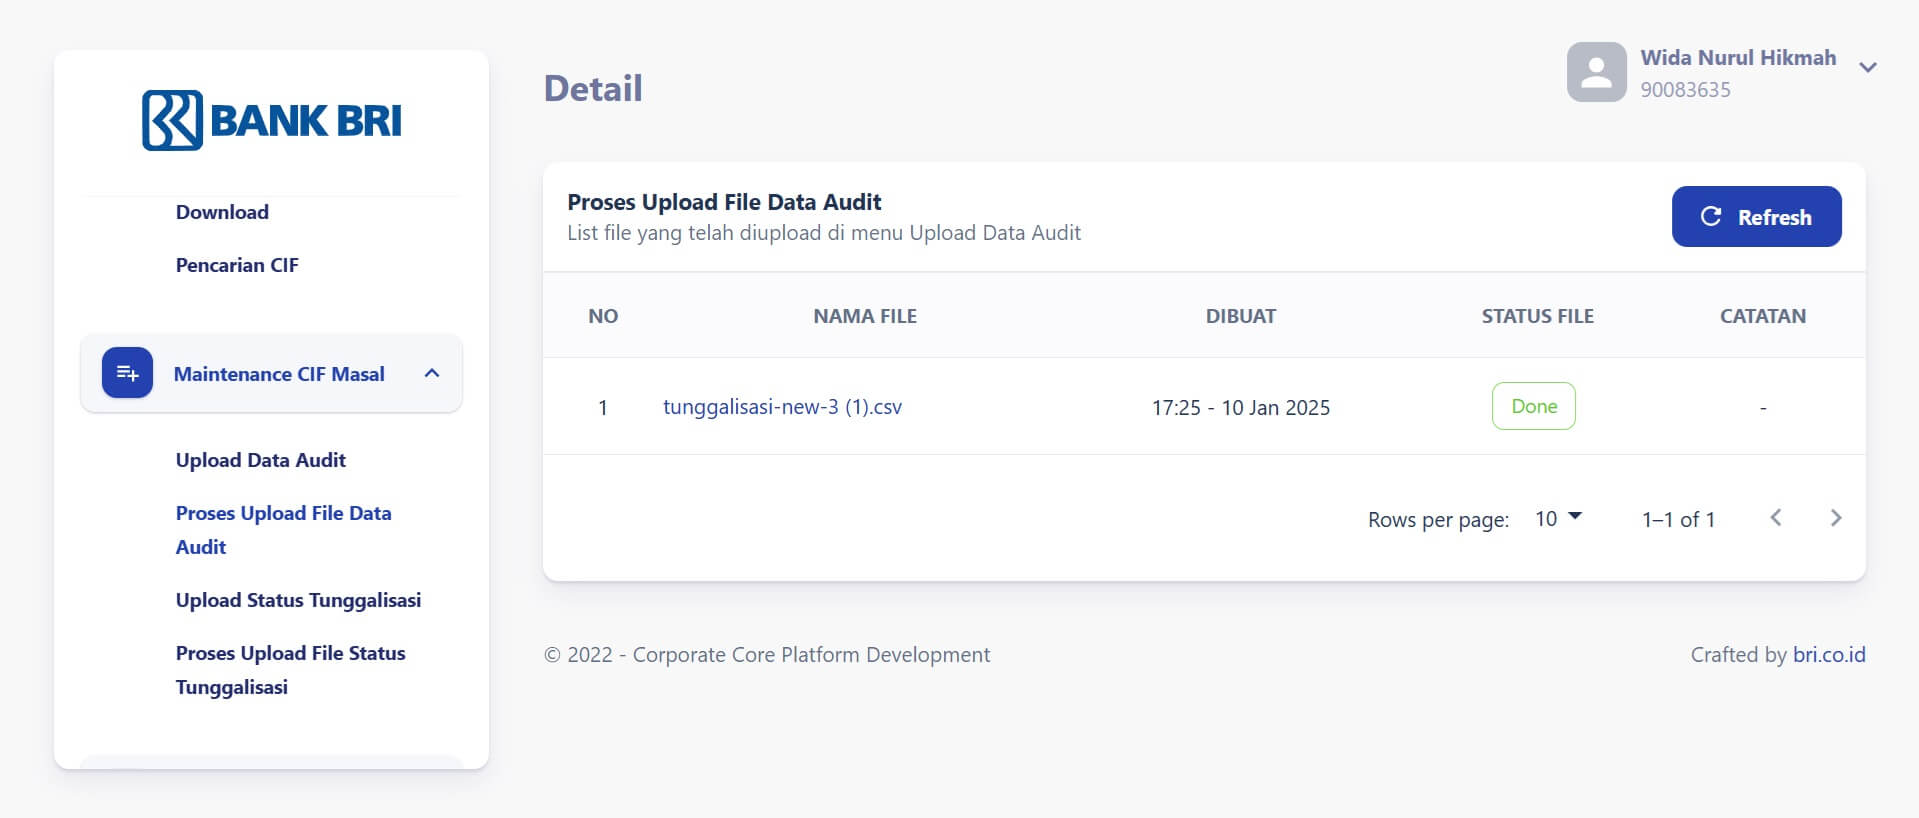 BANK BRI
Download
Pencarian CIF
Maintenance CIF Masal
Upload Data Audit
Proses Upload File Data
Audit
Upload Status Tunggalisasi
Proses Upload File Status
Tunggalisasi
Detail
Wida Nurul Hikmah
90083635
Proses Upload File Data Audit
List file yang telah diupload di menu Upload Data Audit
Refresh
NO NAMA FILE DIBUAT STATUS FILE CATATAN
1 tunggalisasi-new-3 (1).csv 17:25 - 10 Jan 2025 Done -
Rows per page: 10 1–1 of 1
© 2022 - Corporate Core Platform Development
Crafted by bri.co.id